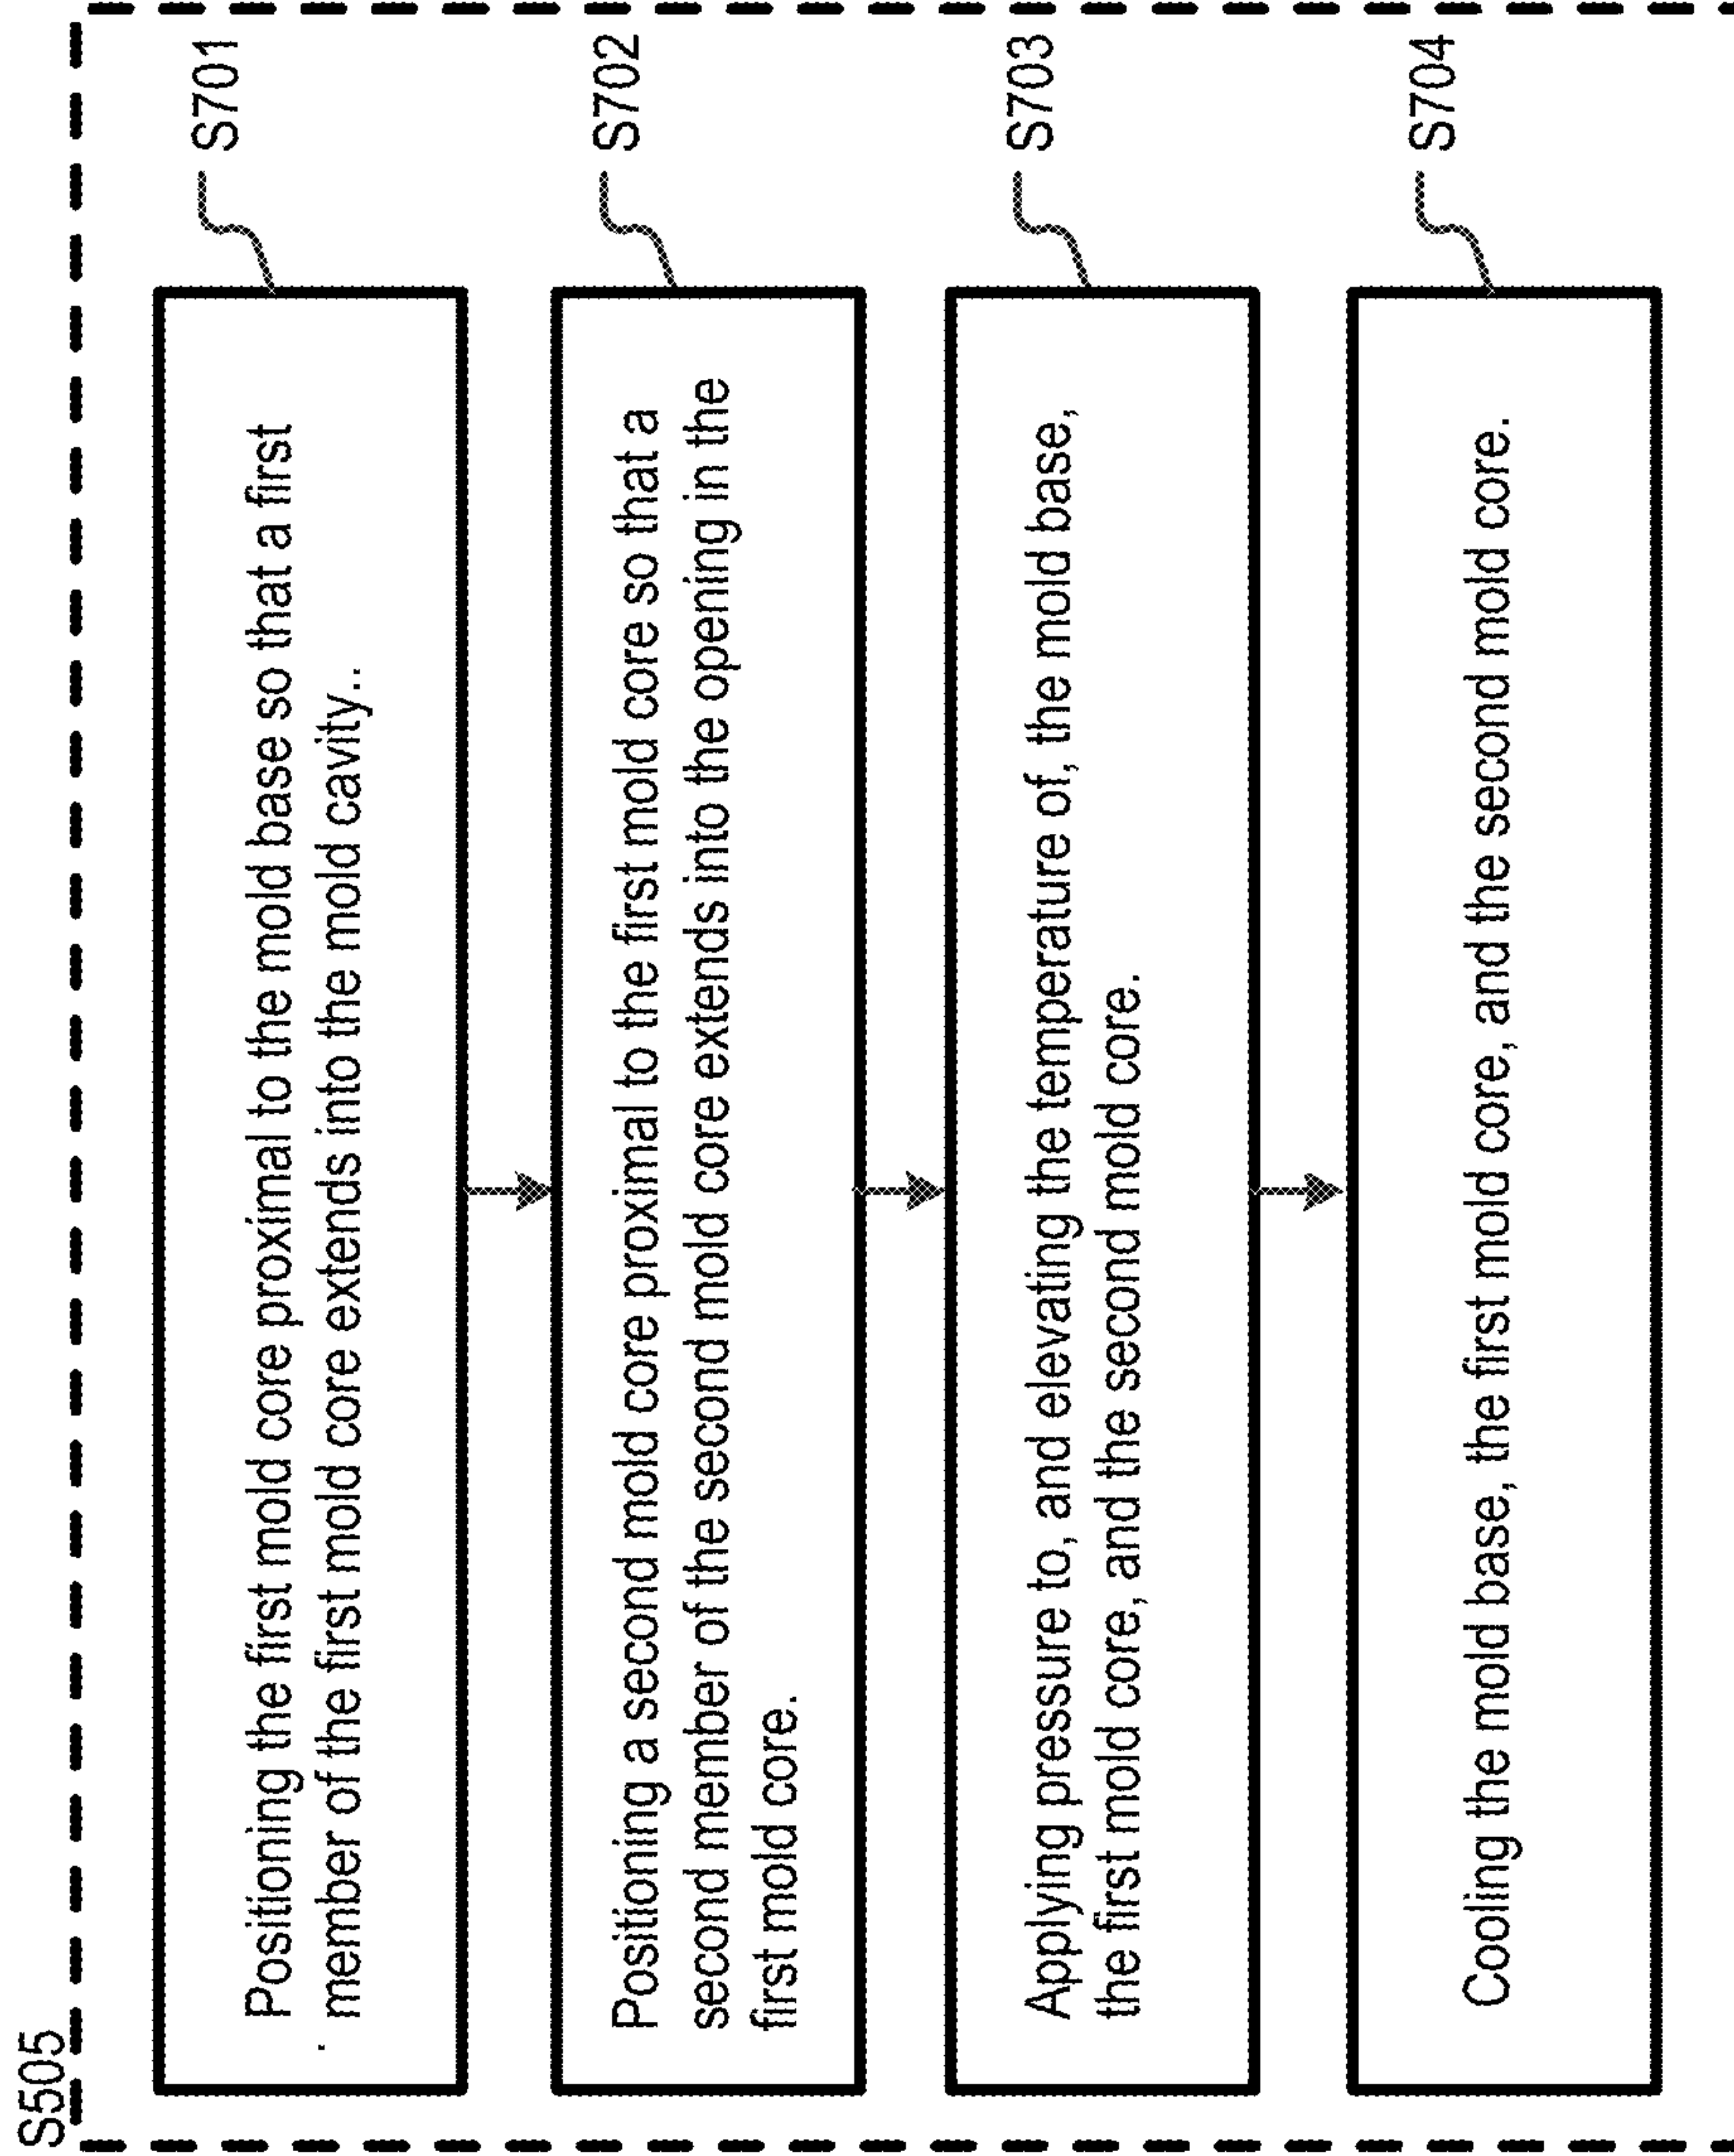 S505
Positioning the first mold core proximal to the mold base so that a first
member of the first mold core extends into the mold cavity..
S701
Positioning a second mold core proximal to the first mold core so that a
second member of the second mold core extends into the opening in the
first mold core.
S702
Applying pressure to, and elevating the temperature of, the mold base,
the first mold core, and the second mold core.
S703
Cooling the mold base, the first mold core, and the second mold core.
S704